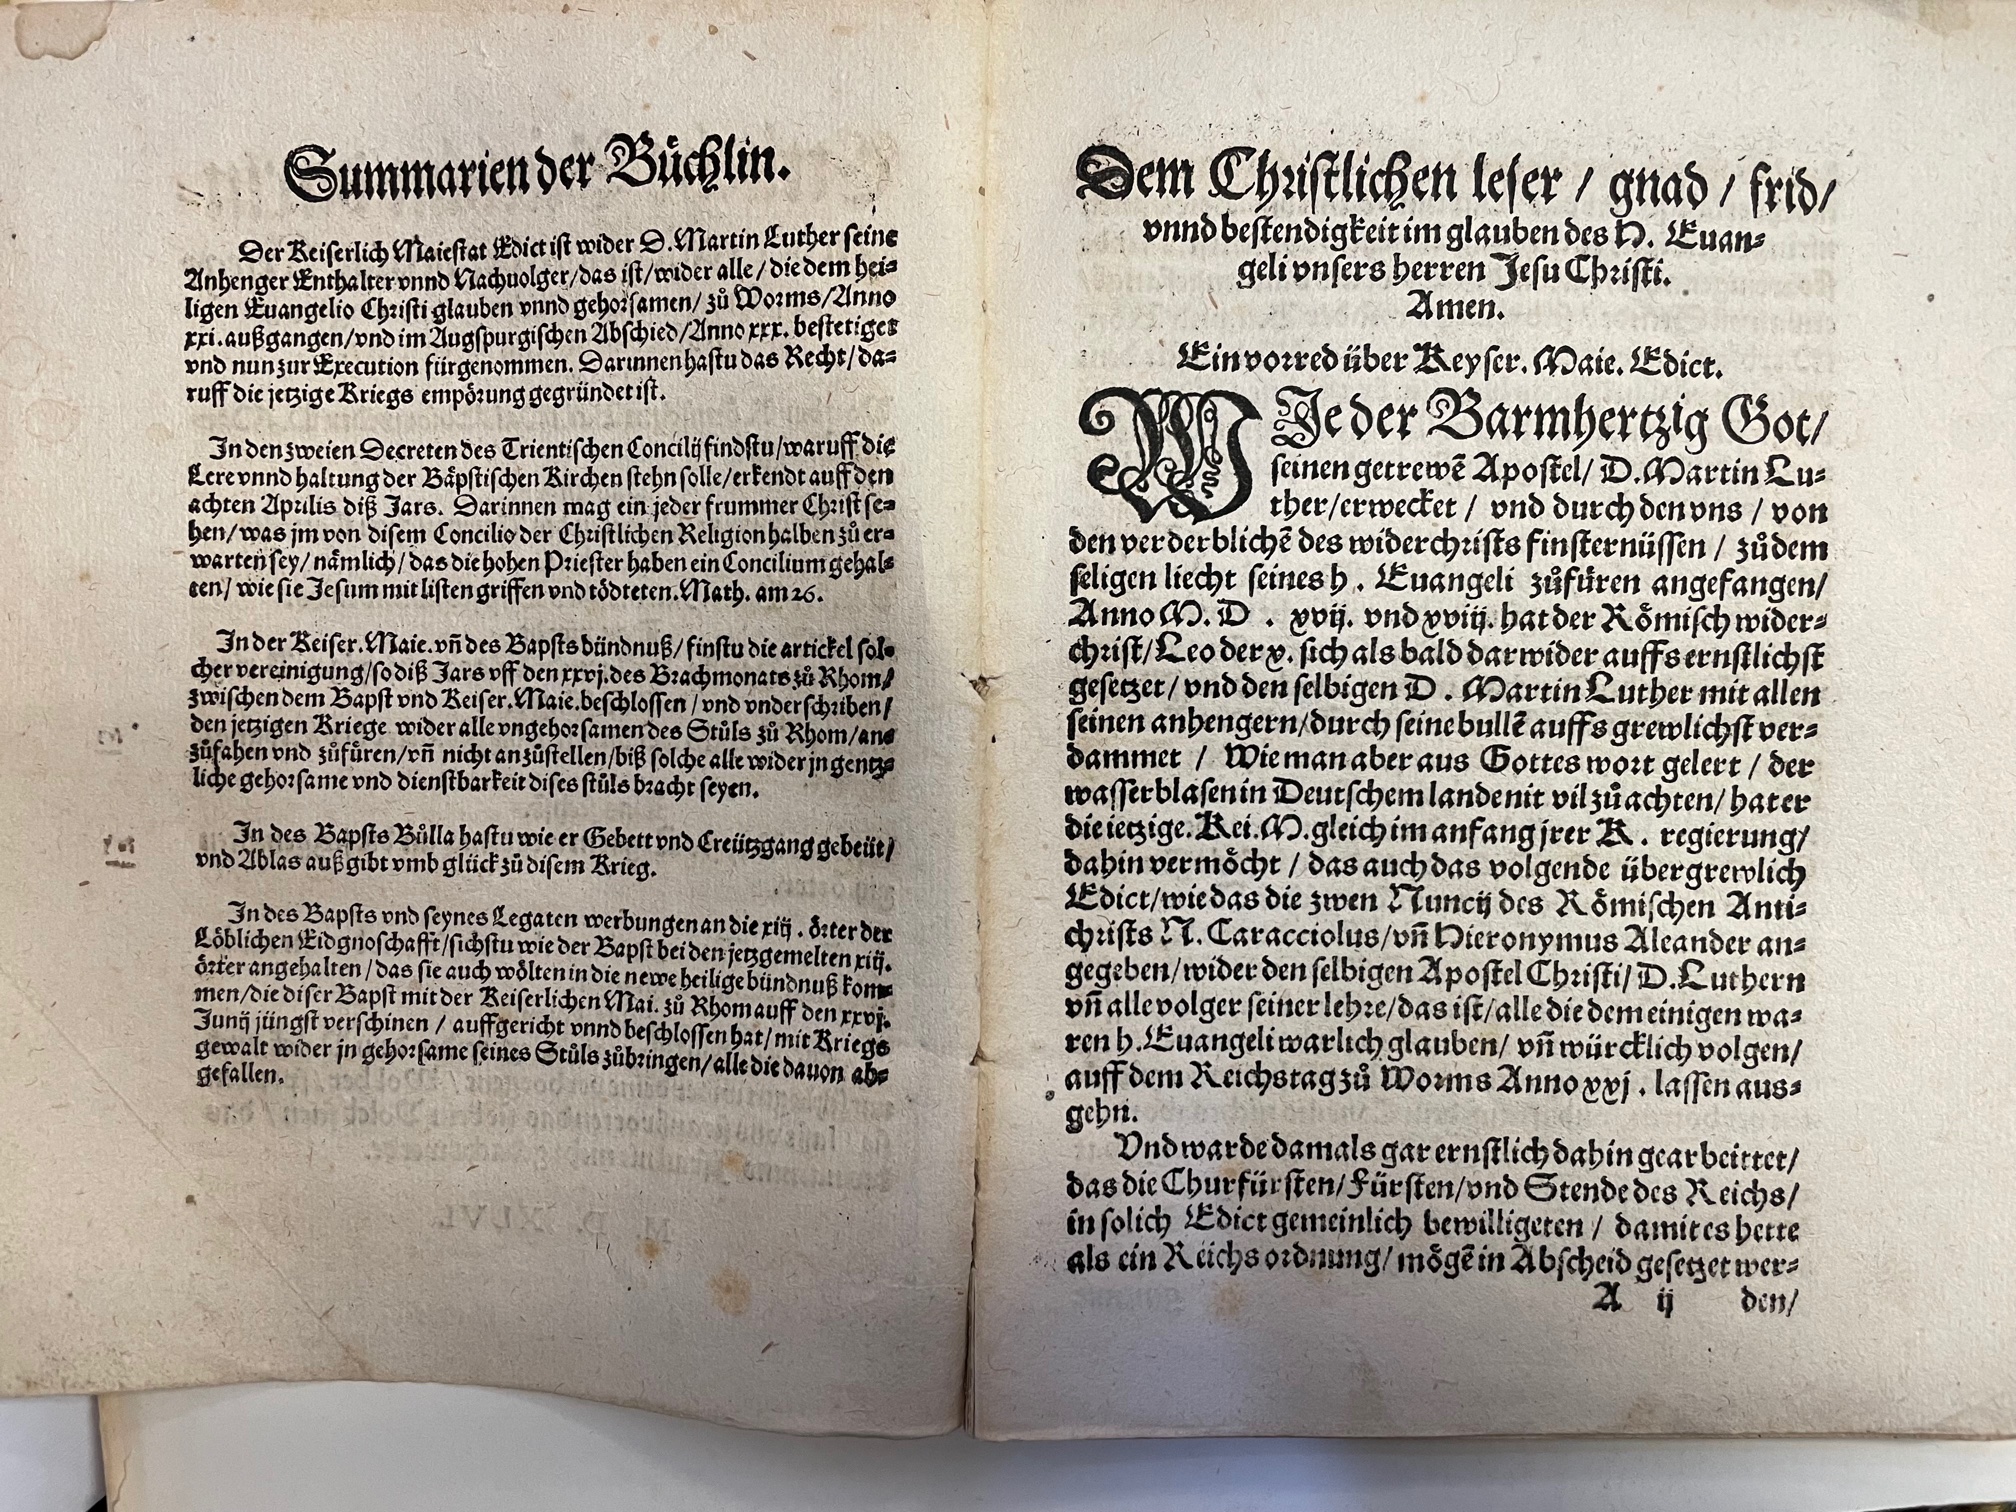 Summarien der Büchlin.
Der Keiserlich Maiestat Edict ist wider D. Martin Luther seine
Anhenger Enthalter vnnd Nachuolger/das ist/wider alle/die dem hei⸗
ligen Euangelio Christi glauben vnnd gehorsamen/zů Worms/Anno
xxi. außgangen/vnd im Augspurgischen Abschied/Anno xxx. bestetiget
vnd nun zur Execution fürgenommen. Darinnen hastu das Recht/da⸗
ruff die jetzige Kriegs empörung gegründet ist.
In den zweien Decreten des Trientischen Concilij findstu/waruff die
Lere vnnd haltung der Bäpstischen Kirchen stehn solle/erkendt auff den
achten Aprilis diß Jars. Darinnen mag ein jeder frummer Christ se⸗
hen/was jm von disem Concilio der Christlichen Religion halben zů er⸗
warten sey/nämlich/das die hohen Priester haben ein Concilium gehal⸗
ten/wie sie Jesum mit listen griffen vnd tödteten. Math. am 26.
In der Keiser. Maie. vñ des Bapsts bündnuß/finstu die artickel sol⸗
cher vereinigung/so diß Jars vff den xxvj. des Brachmonats zů Rhom/
zwischen dem Bapst vnd Keiser. Maie. beschlossen/vnd vnderschriben/
den jetzigen Kriege wider alle vngehorsamen des Stůls zů Rhom/an⸗
zůfahen vnd zůfüren/vñ nicht anzůstellen/biß solche alle wider jn gentz⸗
liche gehorsame vnd dienstbarkeit dises stůls bracht seyen.
In des Bapsts Bůlla hastu wie er Gebett vnd Creützgang gebeüt/
vnd Ablas außgibt vmb glück zů disem Krieg.
In des Bapsts vnd seynes Legaten werbungen an die xiij. örter der
Löblichen Eidgnoschafft/sichstu wie der Bapst bei den jetzgemelten xiij.
örter angehalten/das sie auch wölten in die newe heilige bündnuß kom⸗
men/die diser Bapst mit der Keiserlichen Mai. zů Rhom auff den xxvj.
Junij jüngst verschinen/auffgericht vnnd beschlossen hat/mit Kriegs
gewalt wider jn gehorsame seines Stůls zůbringen/alle die dauon ab⸗
gefallen.
Dem Christlichen leser/gnad/frid/
vnnd bestendigkeit im glauben des H. Euan⸗
geli vnsers herren Jesu Christi.
Amen.
Ein vorred über Keyser. Maie. Edict.
WJe der Barmhertzig Got/
seinen getrewẽ Apostel/D. Martin Lu⸗
ther/erwecket/vnd durch den vns/von
den verderblichẽ des widerchrists finsternüssen/zů dem
seligen liecht seines h. Euangeli zůfüren angefangen/
Anno M. D. xvij. vnd xviij. hat der Römisch wider⸗
christ/Leo der x. sich als bald darwider auffs ernstlichst
gesetzet/vnd den selbigen D. Martin Luther mit allen
seinen anhengern/durch seine bullẽ auffs grewlichst ver⸗
dammet/Wie man aber aus Gottes wort gelert/der
wasserblasen in Deutschem lande nit vil zů achten/hat er
die ietzige. Kei. M. gleich im anfang jrer K. regierung/
dahin vermöcht/das auch das volgende übergrewlich
Edict/wie das die zwen Nuncij des Römischen Anti⸗
christs N. Caracciolus/vñ Hieronymus Aleander an⸗
gegeben/wider den selbigen Apostel Christi/D. Luthern
vñ alle volger seiner lehre/das ist/alle die dem einigen wa⸗
ren h. Euangeli warlich glauben/vñ würcklich volgen/
auff dem Reichstag zů Worms Anno xxj. lassen aus⸗
gehn.
Vnd warde damals gar ernstlich dahin gearbeittet/
das die Churfürsten/Fürsten/vnd Stende des Reichs/
in solich Edict gemeinlich bewilligeten/damit es hette
als ein Reichsordnung/mögẽ in Abscheid gesetzet wer⸗
A ij den/